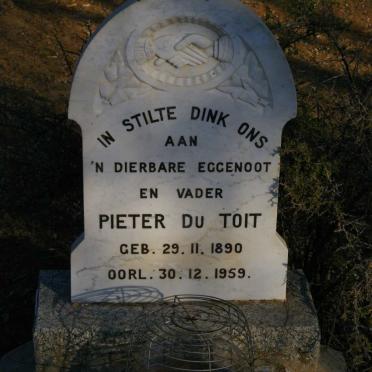 IN STILTE DINK ONS
AAN
'N DIERBARE EGGENOOT
EN VADER
PIETER DU TOIT
GEB. 29. 11. 1890
OORL. 30. 12. 1959.